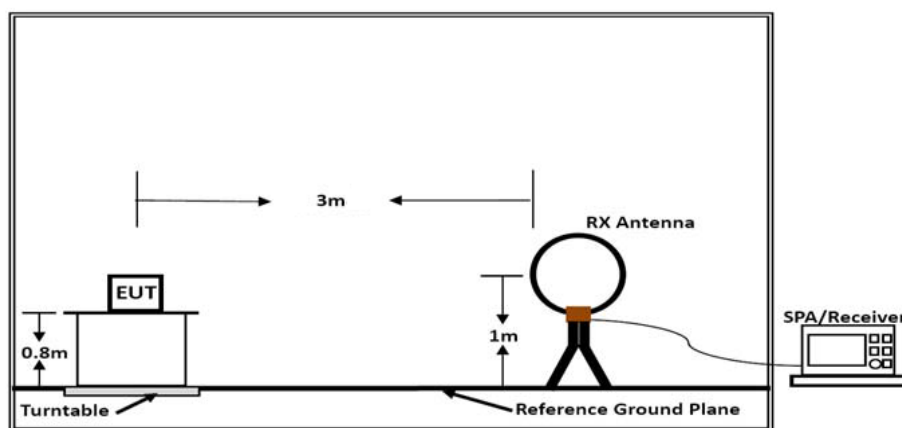 3m
RX Antenna
EUT
SPA/Receiver
0.8m
1m
Turntable
Reference Ground Plane